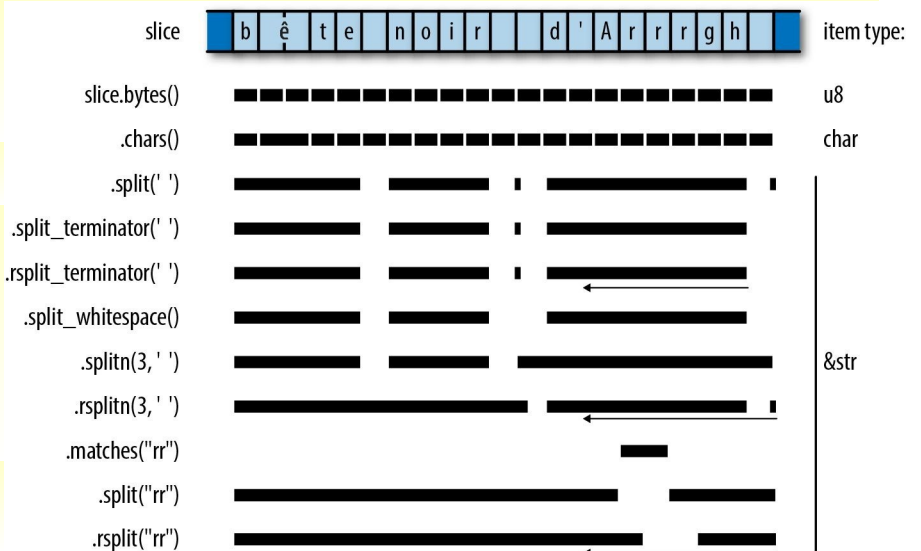 slice b ê t e n o i r d ' A r r r g h item type:
slice.bytes() u8
.chars() char
.split(' ')
.split_terminator(' ')
.rsplit_terminator(' ')
.split_whitespace()
.splitn(3, ' ') &str
.rsplitn(3, ' ')
.matches("rr")
.split("rr")
.rsplit("rr")